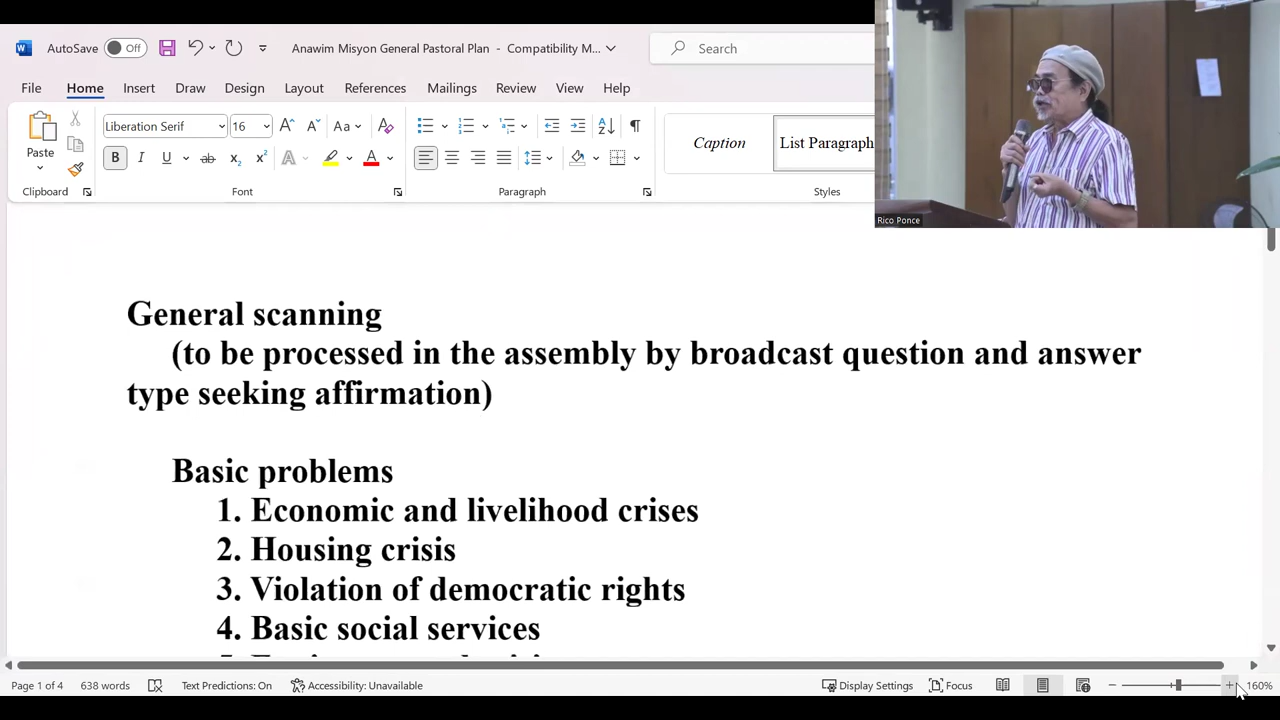 AutoSave Off Anawim Misyon General Pastoral Plan - Compatibility M... Search
File Home Insert Draw Design Layout References Mailings Review View Help
Paste Liberation Serif 16 Caption List Paragraph
Clipboard Font Paragraph Styles
Rico Ponce
General scanning
(to be processed in the assembly by broadcast question and answer
type seeking affirmation)
Basic problems
1. Economic and livelihood crises
2. Housing crisis
3. Violation of democratic rights
4. Basic social services
Page 1 of 4 638 words Text Predictions: On Accessibility: Unavailable Display Settings Focus 160%